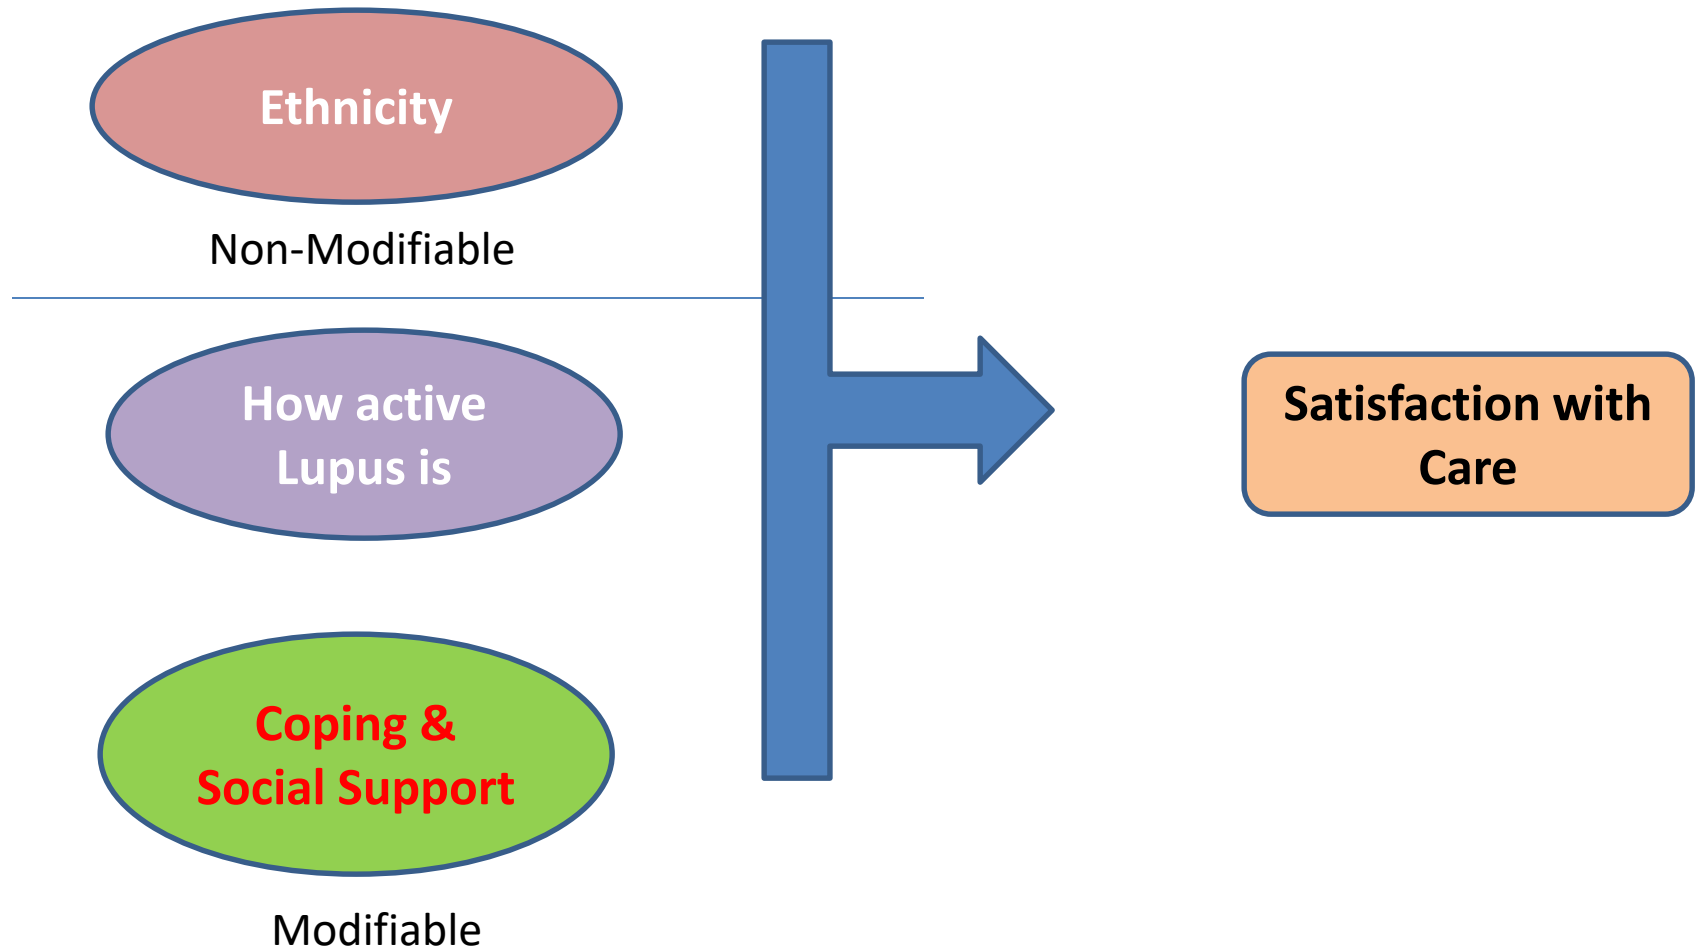 Ethnicity
Non-Modifiable
How active
Lupus is
Satisfaction with
Care
Coping &
Social Support
Modifiable